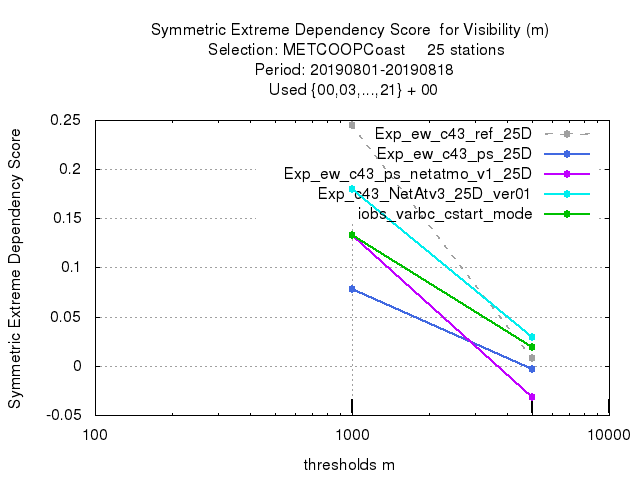 Symmetric Extreme Dependency Score for Visibility (m)
Selection: METCOOPCoast 25 stations
Period: 20190801-20190818
Used {00,03,...,21} + 00
Symmetric Extreme Dependency Score
0.25
0.2
0.15
0.1
0.05
0
-0.05
Exp_ew_c43_ref_25D
Exp_ew_c43_ps_25D
Exp_ew_c43_ps_netatmo_v1_25D
Exp_c43_NetAtv3_25D_ver01
iobs_varbc_cstart_mode
100 1000 10000
thresholds m